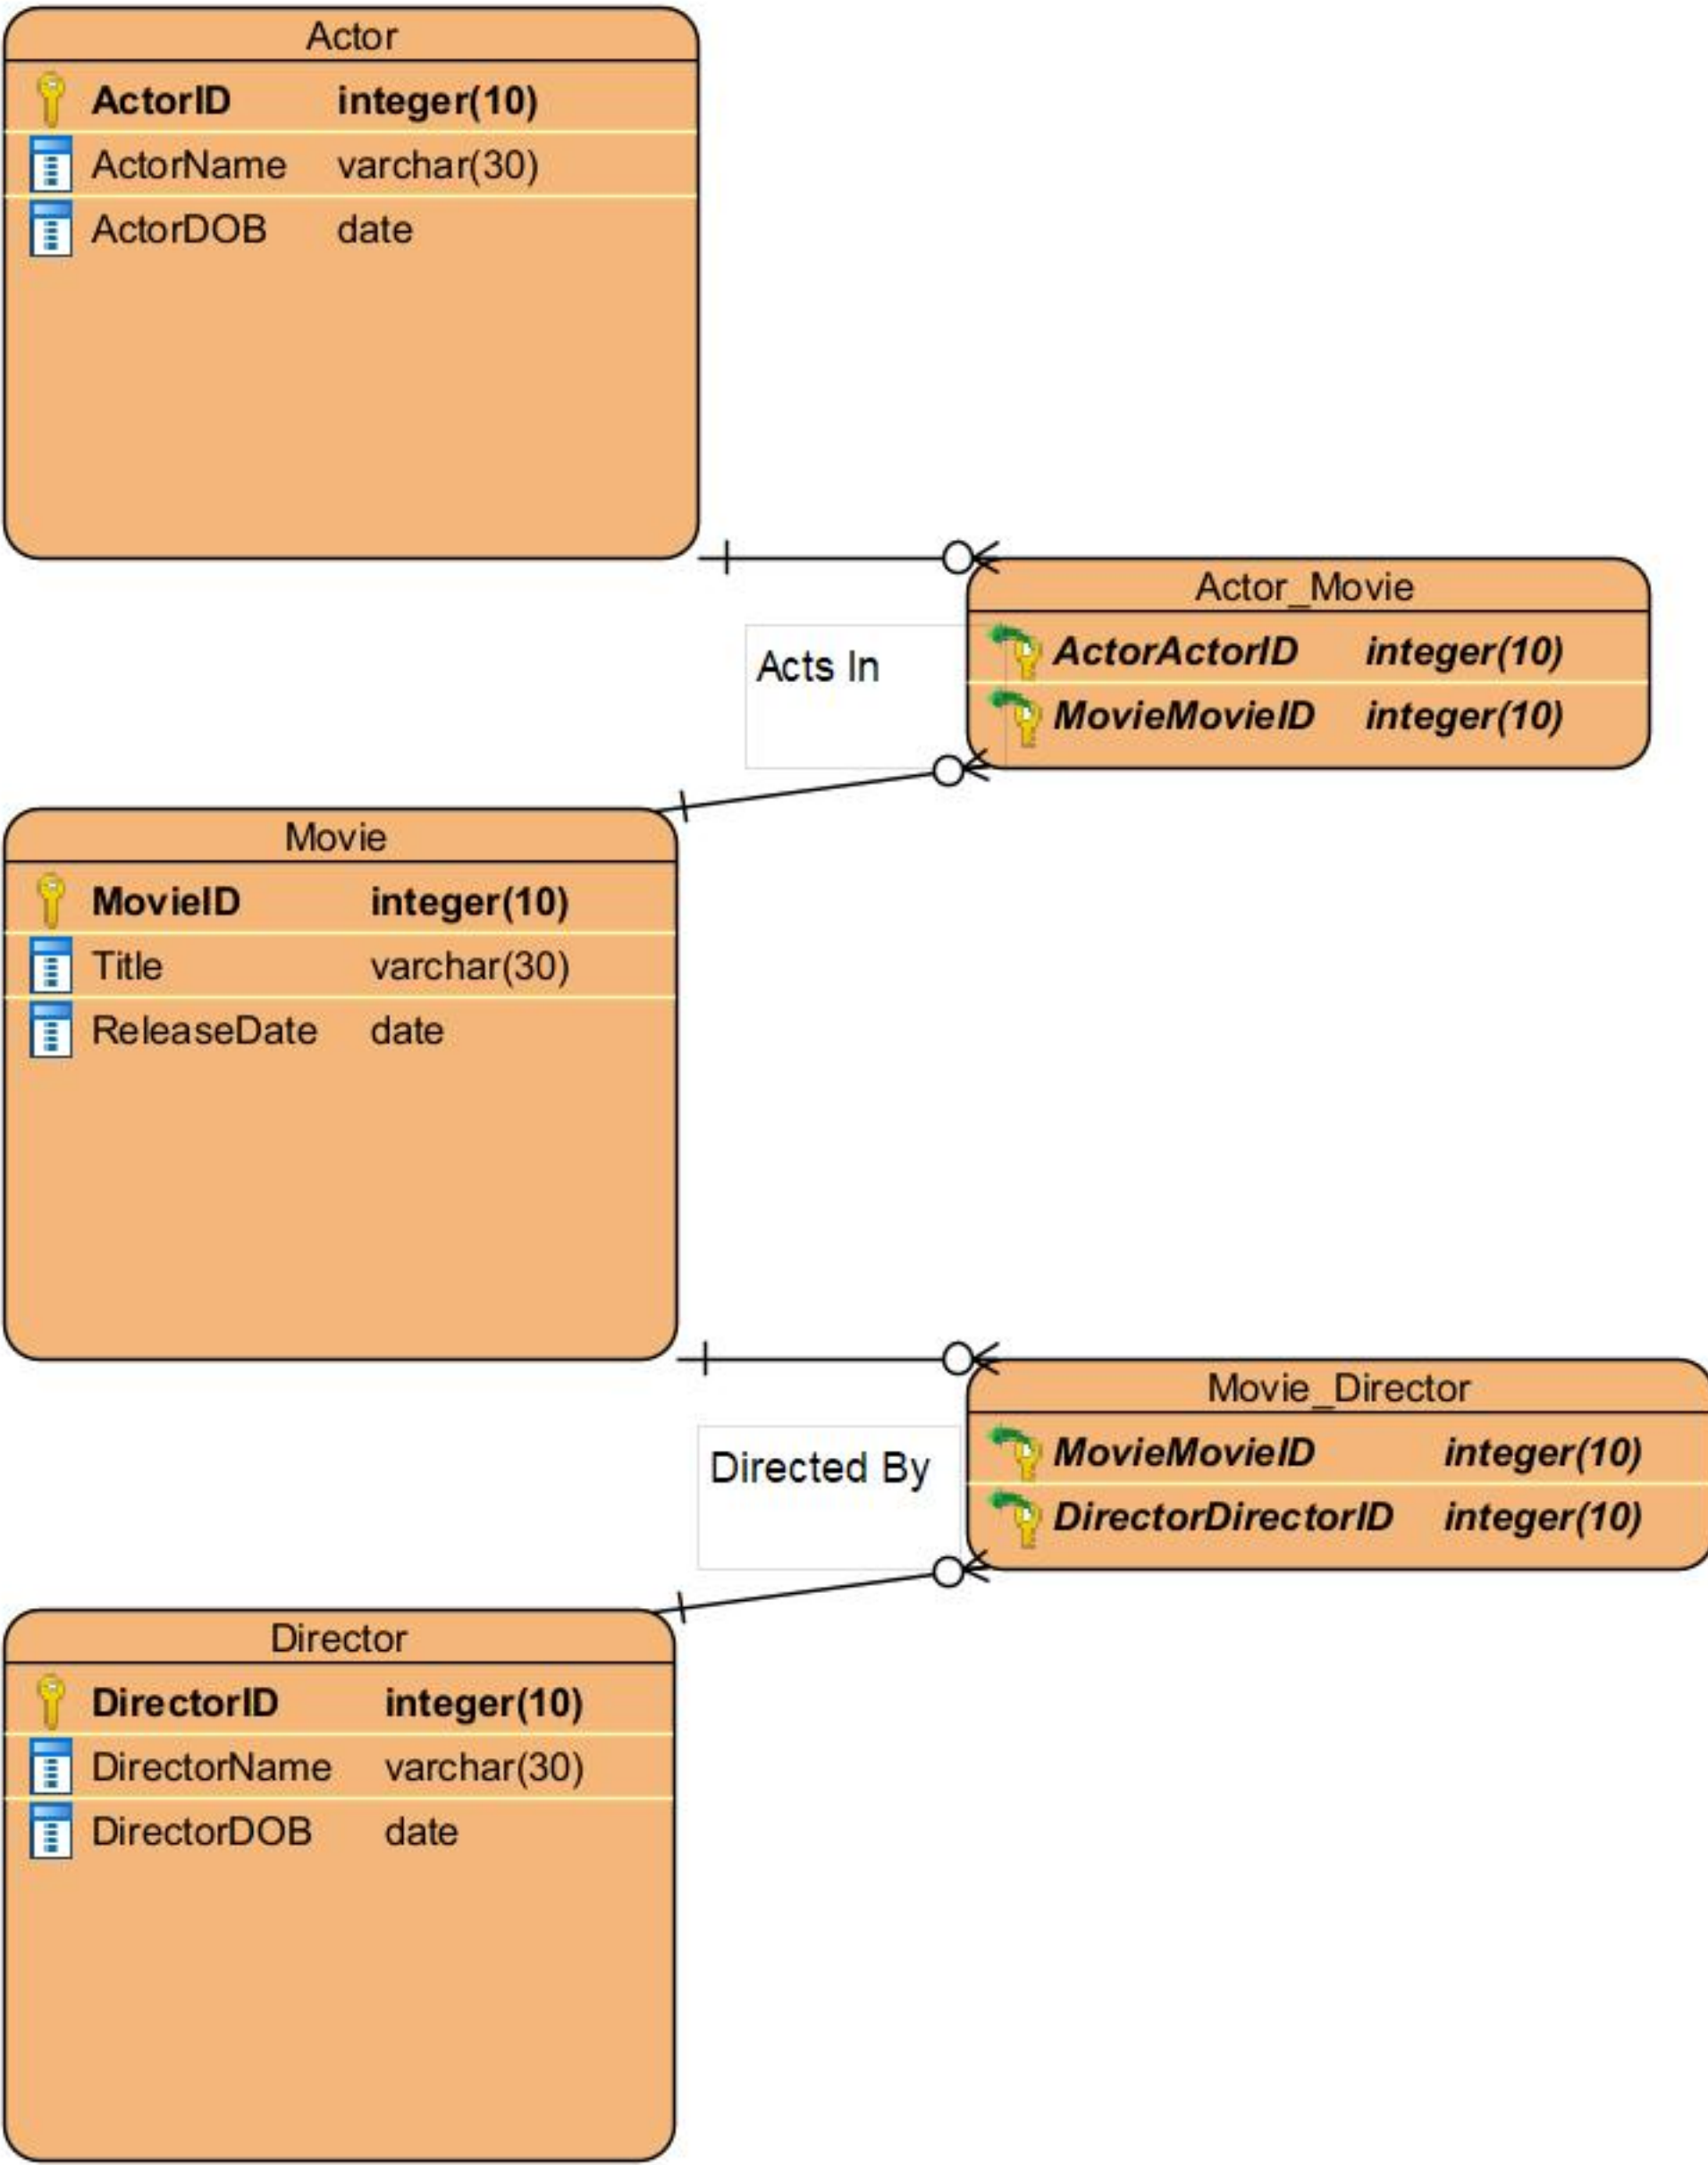 Actor
ActorID integer(10)
ActorName varchar(30)
ActorDOB date
Actor_Movie
ActorActorID integer(10)
MovieMovieID integer(10)
Acts In
Movie
MovieID integer(10)
Title varchar(30)
ReleaseDate date
Movie_Director
MovieMovieID integer(10)
DirectorDirectorID integer(10)
Directed By
Director
DirectorID integer(10)
DirectorName varchar(30)
DirectorDOB date